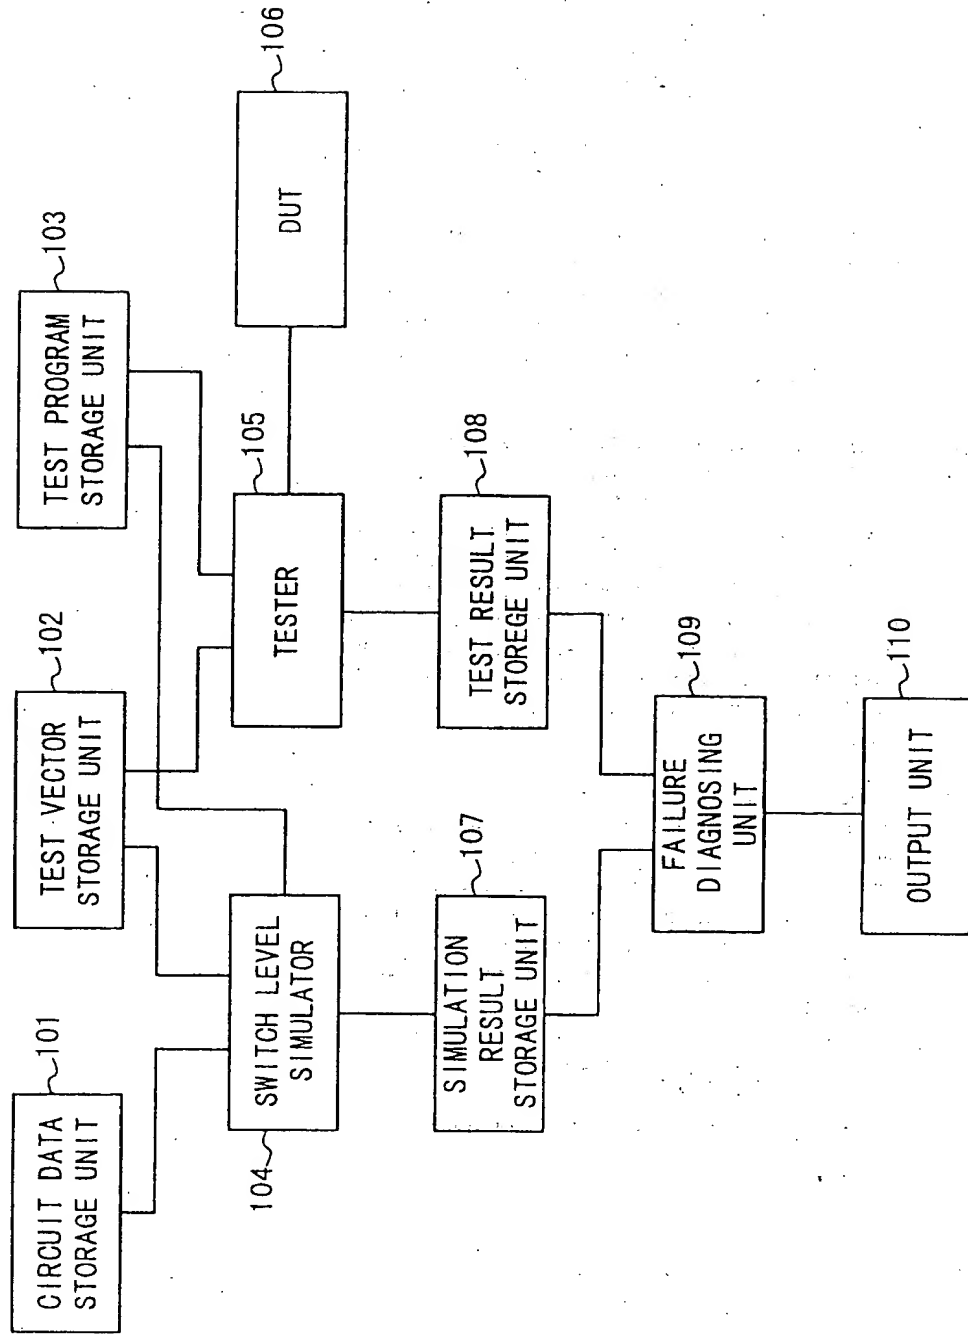 101
CIRCUIT DATA
STORAGE UNIT
102
TEST VECTOR
STORAGE UNIT
103
TEST PROGRAM
STORAGE UNIT
104
SWITCH LEVEL
SIMULATOR
105
TESTER
106
DUT
107
SIMULATION
RESULT
STORAGE UNIT
108
TEST RESULT
STOREGE UNIT
109
FAILURE
DIAGNOSING
UNIT
110
OUTPUT UNIT